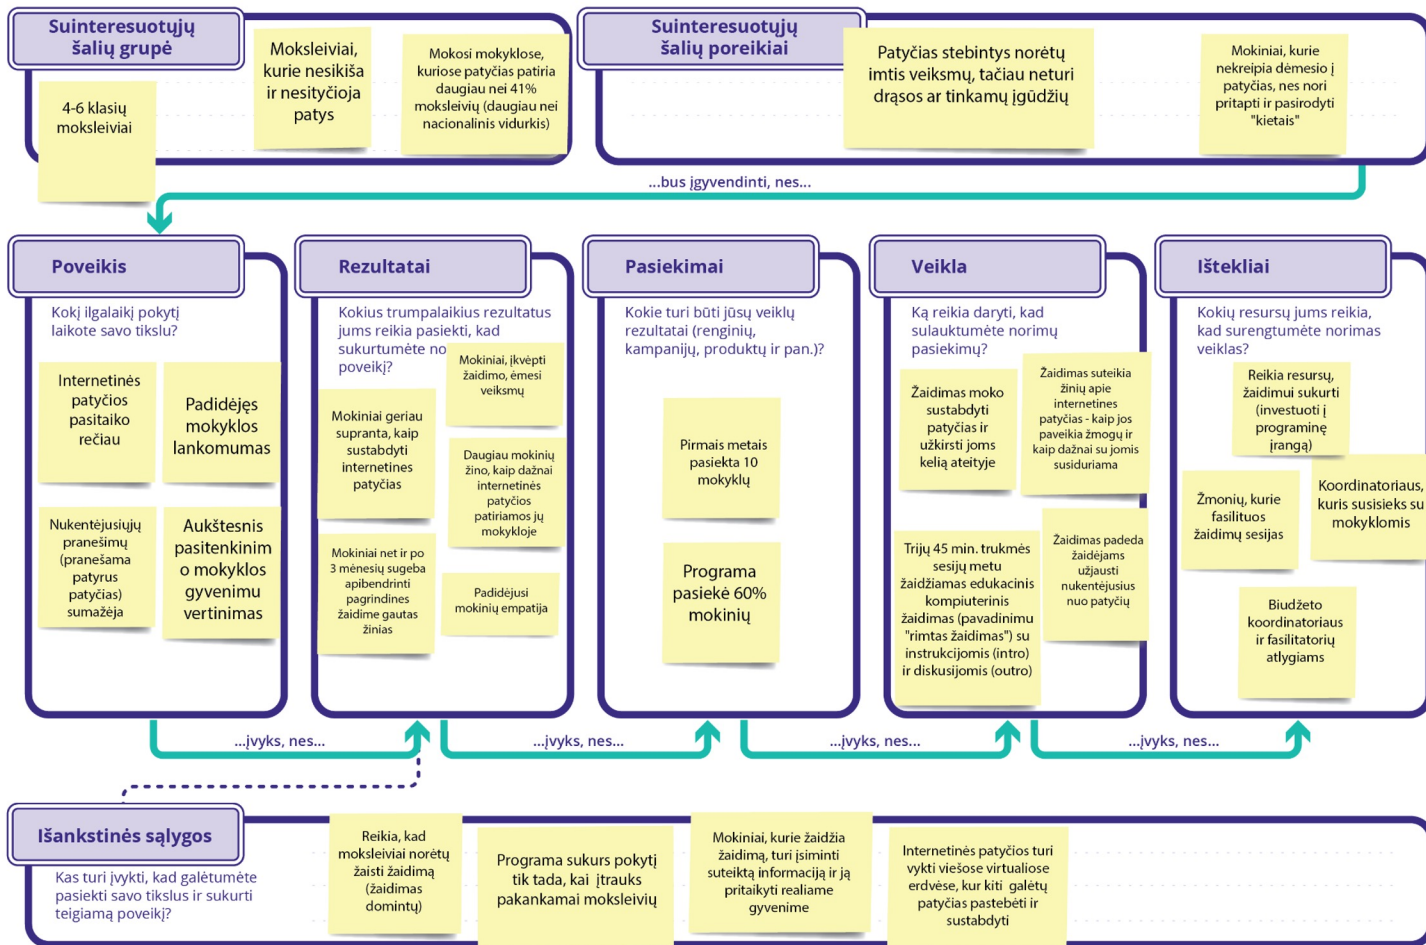 Suinteresuotųjų
šalių grupė
4-6 klasių
moksleiviai
Moksleiviai,
kurie nesikiša
ir nesityčioja
patys
Mokosi mokyklose,
kuriose patyčias patiria
daugiau nei 41%
moksleivių (daugiau nei
nacionalinis vidurkis)
Suinteresuotųjų
šalių poreikiai
Patyčias stebintys norėtų
imtis veiksmų, tačiau neturi
drąsos ar tinkamų įgūdžių
Mokiniai, kurie
nekreipia dėmesio į
patyčias, nes nori
pritapti ir pasirodyti
"kietais"
...bus įgyvendinti, nes...
Poveikis
Kokį ilgalaikį pokytį
laikote savo tikslu?
Internetinės
patyčios
pasitaiko
rečiau
Padidėjęs
mokyklos
lankomumas
Nukentėjusiųjų
pranešimų
(pranešama
patyrus
patyčias)
sumažėja
Aukštesnis
pasitenkinim
o mokyklos
gyvenimu
vertinimas
Rezultatai
Kokius trumpalaikius rezultatus
jums reikia pasiekti, kad
sukurtumėte no
poveikį?
Mokiniai, įkvėpti
žaidimo, ėmesi
veiksmų
Mokiniai geriau
supranta, kaip
sustabdyti
internetines
patyčias
Daugiau mokinių
žino, kaip dažnai
internetinės
patyčios
patiriamos jų
mokykloje
Mokiniai net ir po
3 mėnesių sugeba
apibendrinti
pagrindines
žaidime gautas
žinias
Padidėjusi
mokinių empatija
Pasiekimai
Kokie turi būti jūsų veiklų
rezultatai (renginių,
kampanijų, produktų ir pan.)?
Pirmais metais
pasiekta 10
mokyklų
Programa
pasiekė 60%
mokinių
Veikla
Ką reikia daryti, kad
sulauktumėte norimų
pasiekimų?
Žaidimas moko
sustabdyti
patyčias ir
užkirsti joms
kelią ateityje
Žaidimas suteikia
žinių apie
internetines
patyčias - kaip jos
paveikia žmogų ir
kaip dažnai su jomis
susiduriama
Trijų 45 min. trukmės
sesijų metu
žaidžiamas edukacinis
kompiuterinis
žaidimas (pavadinimu
"rimtas žaidimas") su
instrukcijomis (intro)
ir diskusijomis (outro)
Žaidimas padeda
žaidėjams
užjausti
nukentėjusius
nuo patyčių
Ištekliai
Kokių resursų jums reikia,
kad surengtumėte norimas
veiklas?
Reikia resursų,
žaidimui sukurti
(investuoti į
programinę
įrangą)
Žmonių, kurie
fasilituos
žaidimų sesijas
Koordinatoriaus,
kuris susisieks su
mokyklomis
Biudžeto
koordinatoriaus
ir fasilitatorių
atlygiams
...įvyks, nes...
...įvyks, nes...
...įvyks, nes...
...įvyks, nes...
Išankstinės sąlygos
Kas turi įvykti, kad galėtumėte
pasiekti savo tikslus ir sukurti
teigiamą poveikį?
Reikia, kad
moksleiviai norėtų
žaisti žaidimą
(žaidimas
domintų)
Programa sukurs pokytį
tik tada, kai įtrauks
pakankamai moksleivių
Mokiniai, kurie žaidžia
žaidimą, turi įsiminti
suteiktą informaciją ir ją
pritaikyti realiame
gyvenime
Internetinės patyčios turi
vykti viešose virtualiose
erdvėse, kur kiti galėtų
patyčias pastebėti ir
sustabdyti